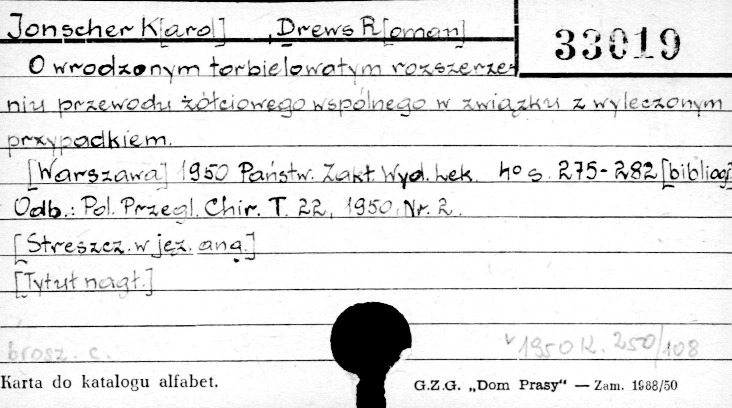 Jonscher K[arol] , Drews R[oman]
33019
O wrodzonym torbielowatym rozszerze-
niu przewodu żółciowego wspólnego w związku z wyleczonym
przypadkiem.
[Warszawa] 1950 Państw. Zakł. Wyd. Lek. 4º s. 275-282 [bibliogr
Odb.: Pol. Przegl. Chir. T. 22, 1950, Nr. 2.
[Streszcz. w jęz. ang.]
[Tytuł nagł.]
brosz. c.
1950 K. 250/108
Karta do katalogu alfabet.
G.Z.G. „Dom Prasy“ — Zam. 1988/50